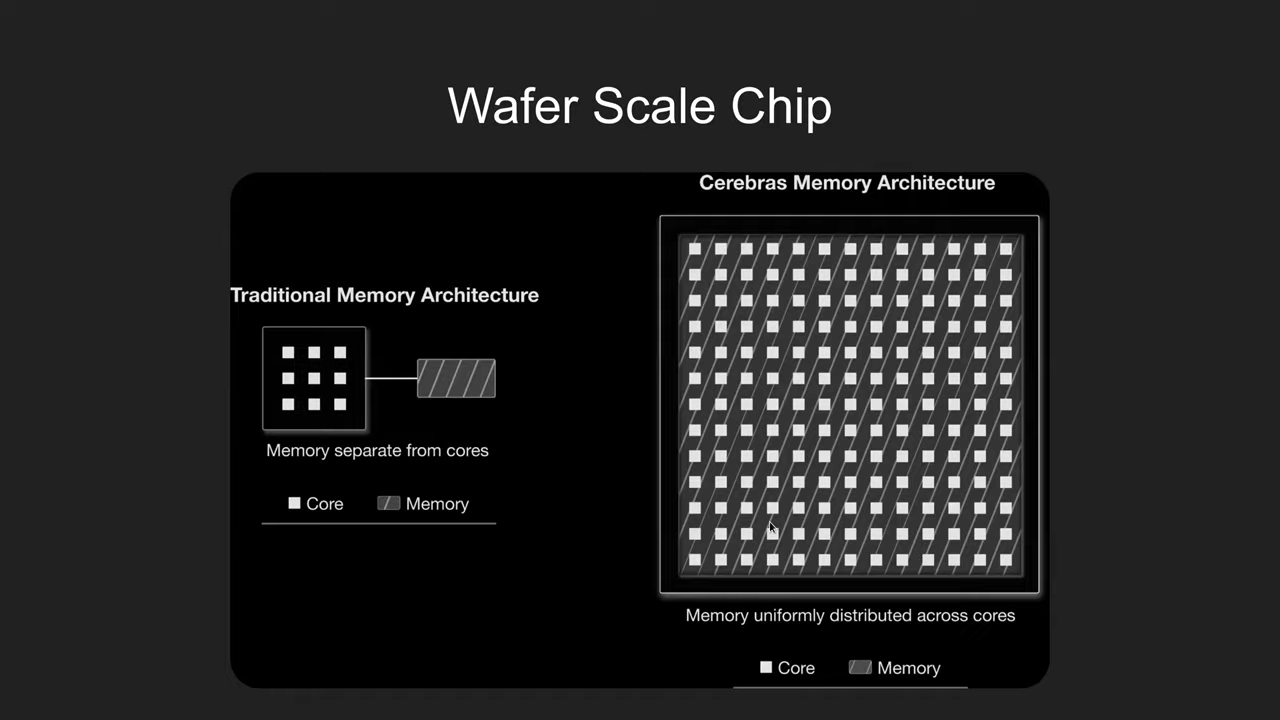 Wafer Scale Chip
Traditional Memory Architecture
Memory separate from cores
Core
Memory
Cerebras Memory Architecture
Memory uniformly distributed across cores
Core
Memory